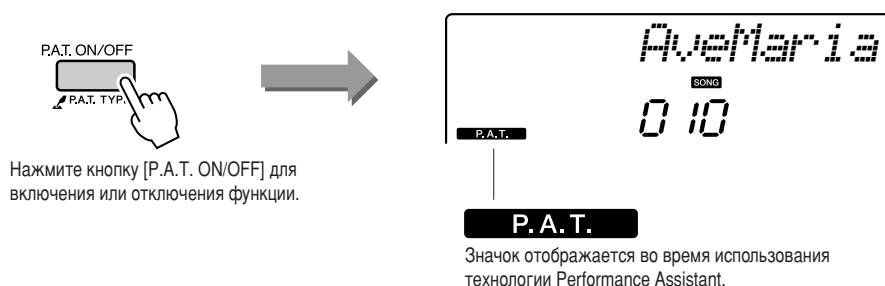 P.A.T. ON/OFF
P.A.T. TYP
Нажмите кнопку [P.A.T. ON/OFF] для
включения или отключения функции.
AveMaria
SONG
010
P.A.T.
P.A.T.
Значок отображается во время использования
технологии Performance Assistant.